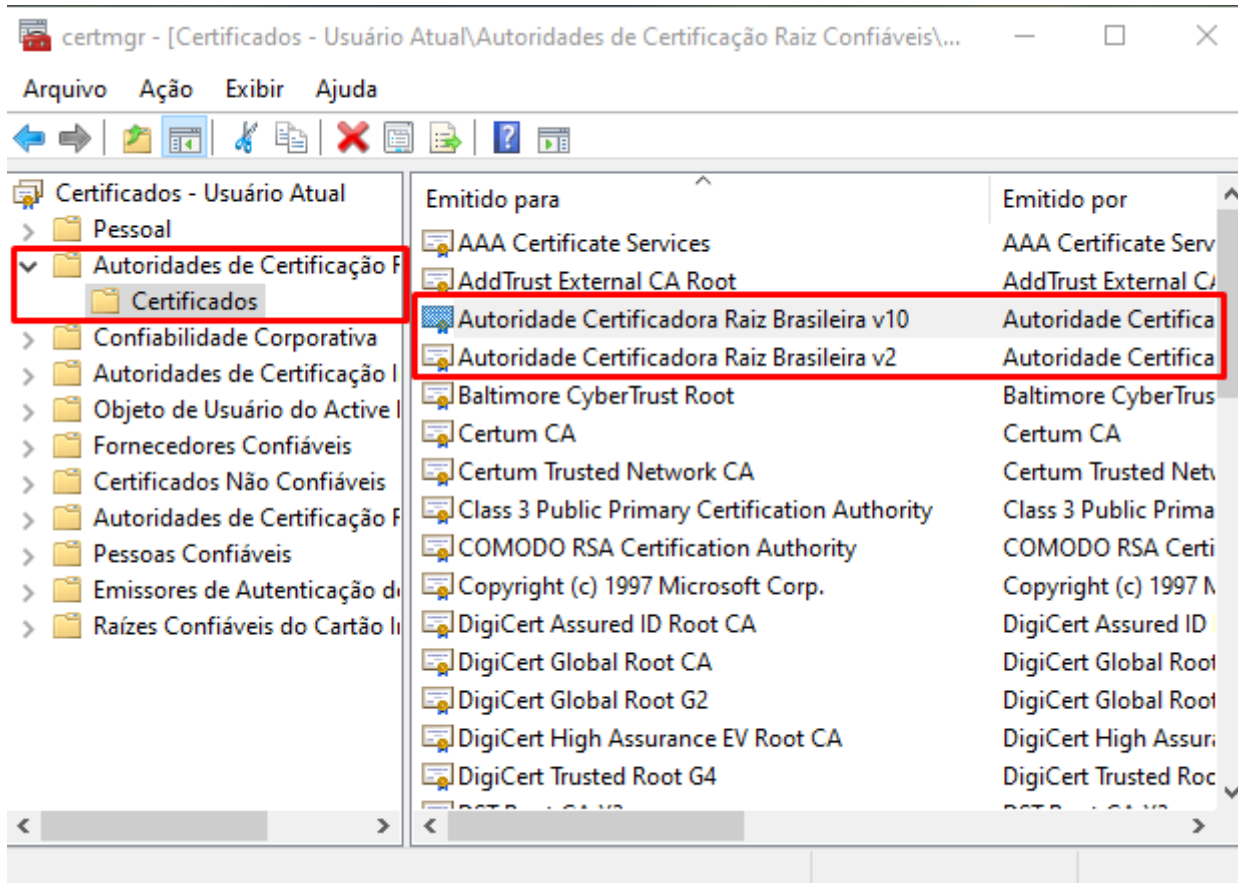 certmgr - [Certificados - Usuário Atual\Autoridades de Certificação Raiz Confiáveis\...
Arquivo Ação Exibir Ajuda
Certificados - Usuário Atual
Pessoal
Autoridades de Certificação
Certificados
Confiabilidade Corporativa
Autoridades de Certificação
Objeto de Usuário do Active
Fornecedores Confiáveis
Certificados Não Confiáveis
Autoridades de Certificação
Pessoas Confiáveis
Emissores de Autenticação
Raízes Confiáveis do Cartão
Emitido para Emitido por
AAA Certificate Services AAA Certificate Serv
AddTrust External CA Root AddTrust External
Autoridade Certificadora Raiz Brasileira v10 Autoridade Certifica
Autoridade Certificadora Raiz Brasileira v2 Autoridade Certifica
Baltimore CyberTrust Root Baltimore CyberTrus
Certum CA Certum CA
Certum Trusted Network CA Certum Trusted Netw
Class 3 Public Primary Certification Authority Class 3 Public Prima
COMODO RSA Certification Authority COMODO RSA Certi
Copyright (c) 1997 Microsoft Corp. Copyright (c) 1997
DigiCert Assured ID Root CA DigiCert Assured ID
DigiCert Global Root CA DigiCert Global Root
DigiCert Global Root G2 DigiCert Global Root
DigiCert High Assurance EV Root CA DigiCert High Assura
DigiCert Trusted Root G4 DigiCert Trusted Roo